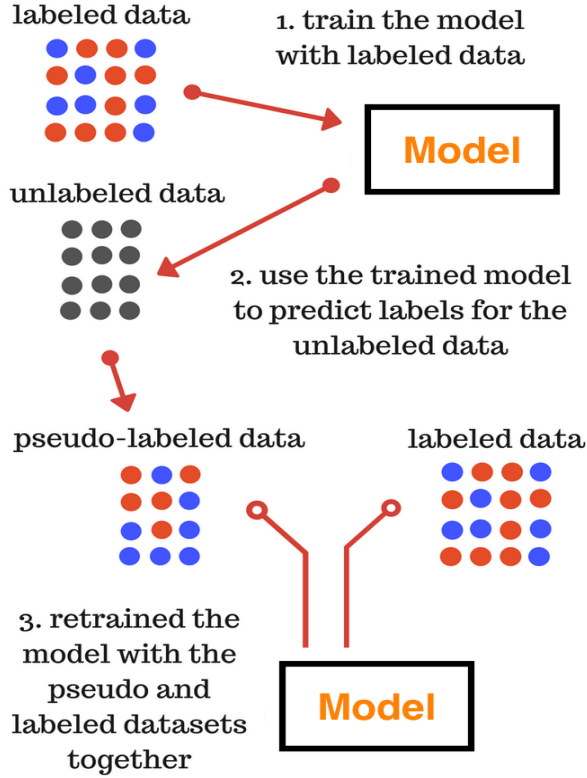 labeled data
1. train the model
with labeled data
Model
unlabeled data
2. use the trained model
to predict labels for the
unlabeled data
pseudo-labeled data
labeled data
3. retrained the
model with the
pseudo and
labeled datasets
together
Model